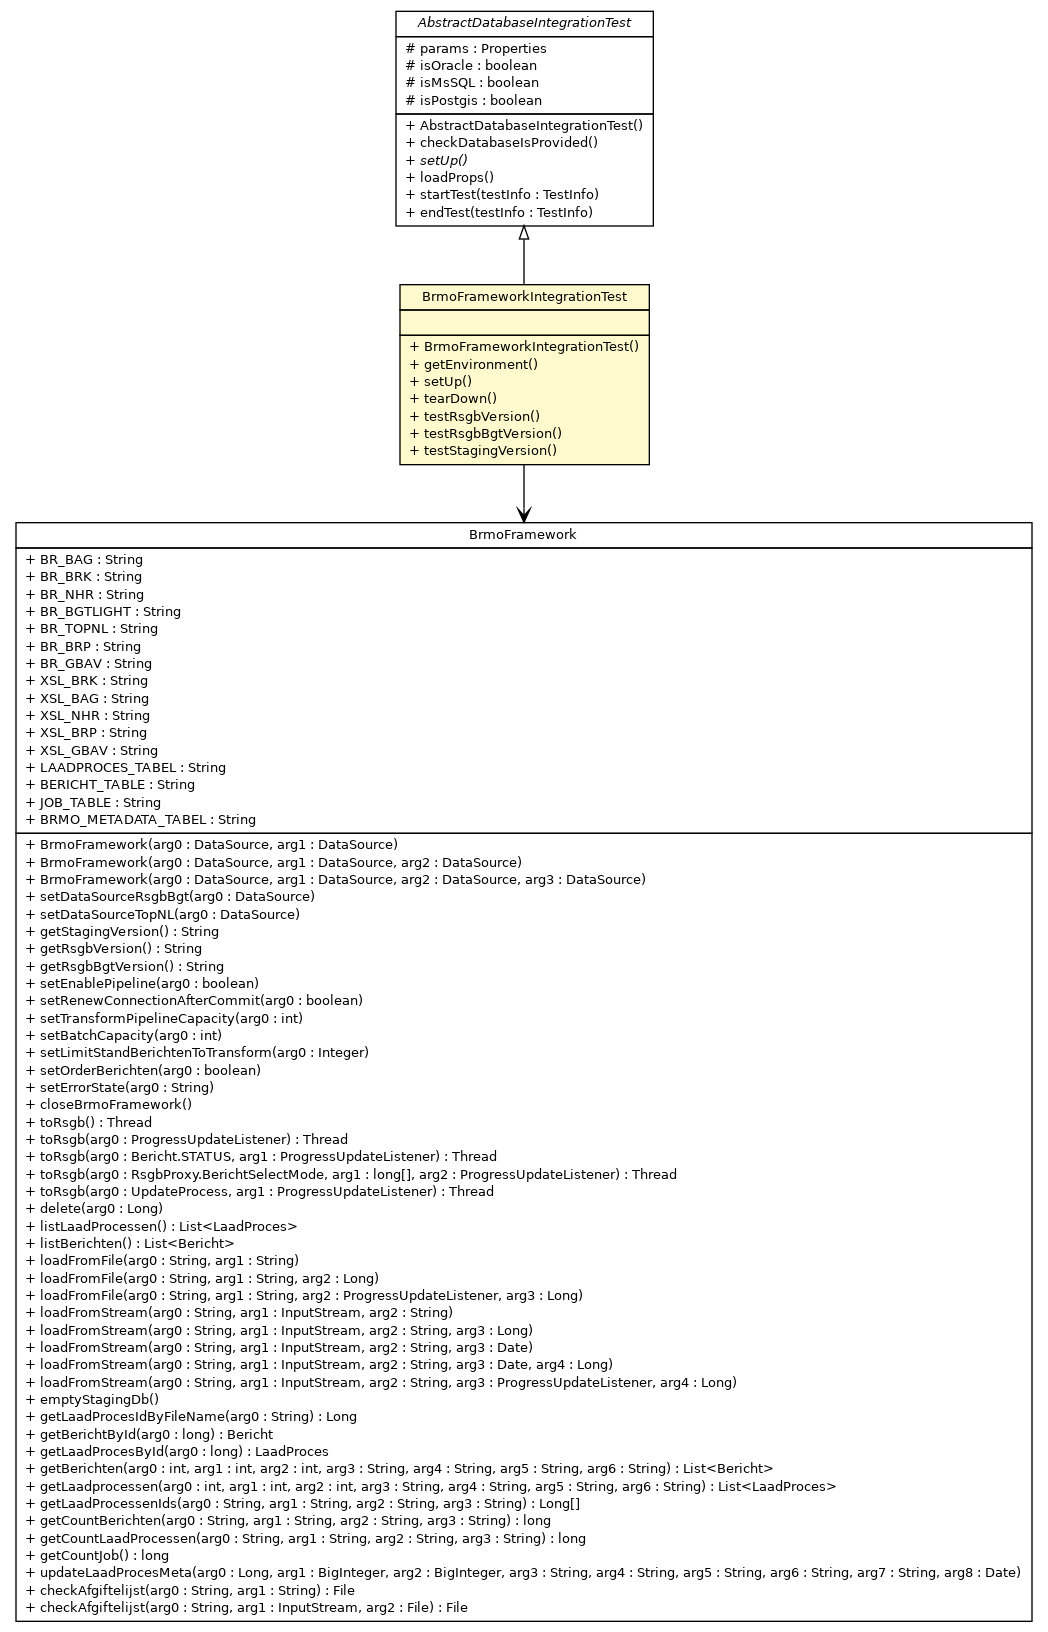 AbstractDatabaseIntegrationTest
# params : Properties
# isOracle : boolean
# isMsSQL : boolean
# isPostgis : boolean
+ AbstractDatabaseIntegrationTest()
+ checkDatabaseIsProvided()
+ setUp()
+ loadProps()
+ startTest(testInfo : TestInfo)
+ endTest(testInfo : TestInfo)
BrmoFrameworkIntegrationTest
+ BrmoFrameworkIntegrationTest()
+ getEnvironment()
+ setUp()
+ tearDown()
+ testRsgbVersion()
+ testRsgbBgtVersion()
+ testStagingVersion()
BrmoFramework
+ BR_BAG : String
+ BR_BRK : String
+ BR_NHR : String
+ BR_BGTLIGHT : String
+ BR_TOPNL : String
+ BR_BRP : String
+ BR_GBAV : String
+ XSL_BRK : String
+ XSL_BAG : String
+ XSL_NHR : String
+ XSL_BRP : String
+ XSL_GBAV : String
+ LAADPROCES_TABEL : String
+ BERICHT_TABLE : String
+ JOB_TABLE : String
+ BRMO_METADATA_TABEL : String
+ BrmoFramework(arg0 : DataSource, arg1 : DataSource)
+ BrmoFramework(arg0 : DataSource, arg1 : DataSource, arg2 : DataSource)
+ BrmoFramework(arg0 : DataSource, arg1 : DataSource, arg2 : DataSource, arg3 : DataSource)
+ setDataSourceRsgbBgt(arg0 : DataSource)
+ setDataSourceTopNL(arg0 : DataSource)
+ getStagingVersion() : String
+ getRsgbVersion() : String
+ getRsgbBgtVersion() : String
+ setEnablePipeline(arg0 : boolean)
+ setRenewConnectionAfterCommit(arg0 : boolean)
+ setTransformPipelineCapacity(arg0 : int)
+ setBatchCapacity(arg0 : int)
+ setLimitStandBerichtenToTransform(arg0 : Integer)
+ setOrderBerichten(arg0 : boolean)
+ setErrorState(arg0 : String)
+ closeBrmoFramework()
+ toRsgb() : Thread
+ toRsgb(arg0 : ProgressUpdateListener) : Thread
+ toRsgb(arg0 : Bericht.STATUS, arg1 : ProgressUpdateListener) : Thread
+ toRsgb(arg0 : RsgbProxy.BerichtSelectMode, arg1 : long[], arg2 : ProgressUpdateListener) : Thread
+ toRsgb(arg0 : UpdateProcess, arg1 : ProgressUpdateListener) : Thread
+ delete(arg0 : Long)
+ listLaadProcessen() : List<LaadProces>
+ listBerichten() : List<Bericht>
+ loadFromFile(arg0 : String, arg1 : String)
+ loadFromFile(arg0 : String, arg1 : String, arg2 : Long)
+ loadFromFile(arg0 : String, arg1 : String, arg2 : ProgressUpdateListener, arg3 : Long)
+ loadFromStream(arg0 : String, arg1 : InputStream, arg2 : String)
+ loadFromStream(arg0 : String, arg1 : InputStream, arg2 : String, arg3 : Long)
+ loadFromStream(arg0 : String, arg1 : InputStream, arg2 : String, arg3 : Date)
+ loadFromStream(arg0 : String, arg1 : InputStream, arg2 : String, arg3 : Date, arg4 : Long)
+ loadFromStream(arg0 : String, arg1 : InputStream, arg2 : String, arg3 : ProgressUpdateListener, arg4 : Long)
+ emptyStagingDb()
+ getLaadProcesIdByFileName(arg0 : String) : Long
+ getBerichtById(arg0 : long) : Bericht
+ getLaadProcesById(arg0 : long) : LaadProces
+ getBerichten(arg0 : int, arg1 : int, arg2 : int, arg3 : String, arg4 : String, arg5 : String, arg6 : String) : List<Bericht>
+ getLaadprocessen(arg0 : int, arg1 : int, arg2 : int, arg3 : String, arg4 : String, arg5 : String, arg6 : String) : List<LaadProces>
+ getLaadProcessenIds(arg0 : String, arg1 : String, arg2 : String, arg3 : String) : Long[]
+ getCountBerichten(arg0 : String, arg1 : String, arg2 : String, arg3 : String) : long
+ getCountLaadProcessen(arg0 : String, arg1 : String, arg2 : String, arg3 : String) : long
+ getCountJob() : long
+ updateLaadProcesMeta(arg0 : Long, arg1 : BigInteger, arg2 : BigInteger, arg3 : String, arg4 : String, arg5 : String, arg6 : String, arg7 : String, arg8 : Date)
+ checkAfgiftelijst(arg0 : String, arg1 : String) : File
+ checkAfgiftelijst(arg0 : String, arg1 : InputStream, arg2 : File) : File